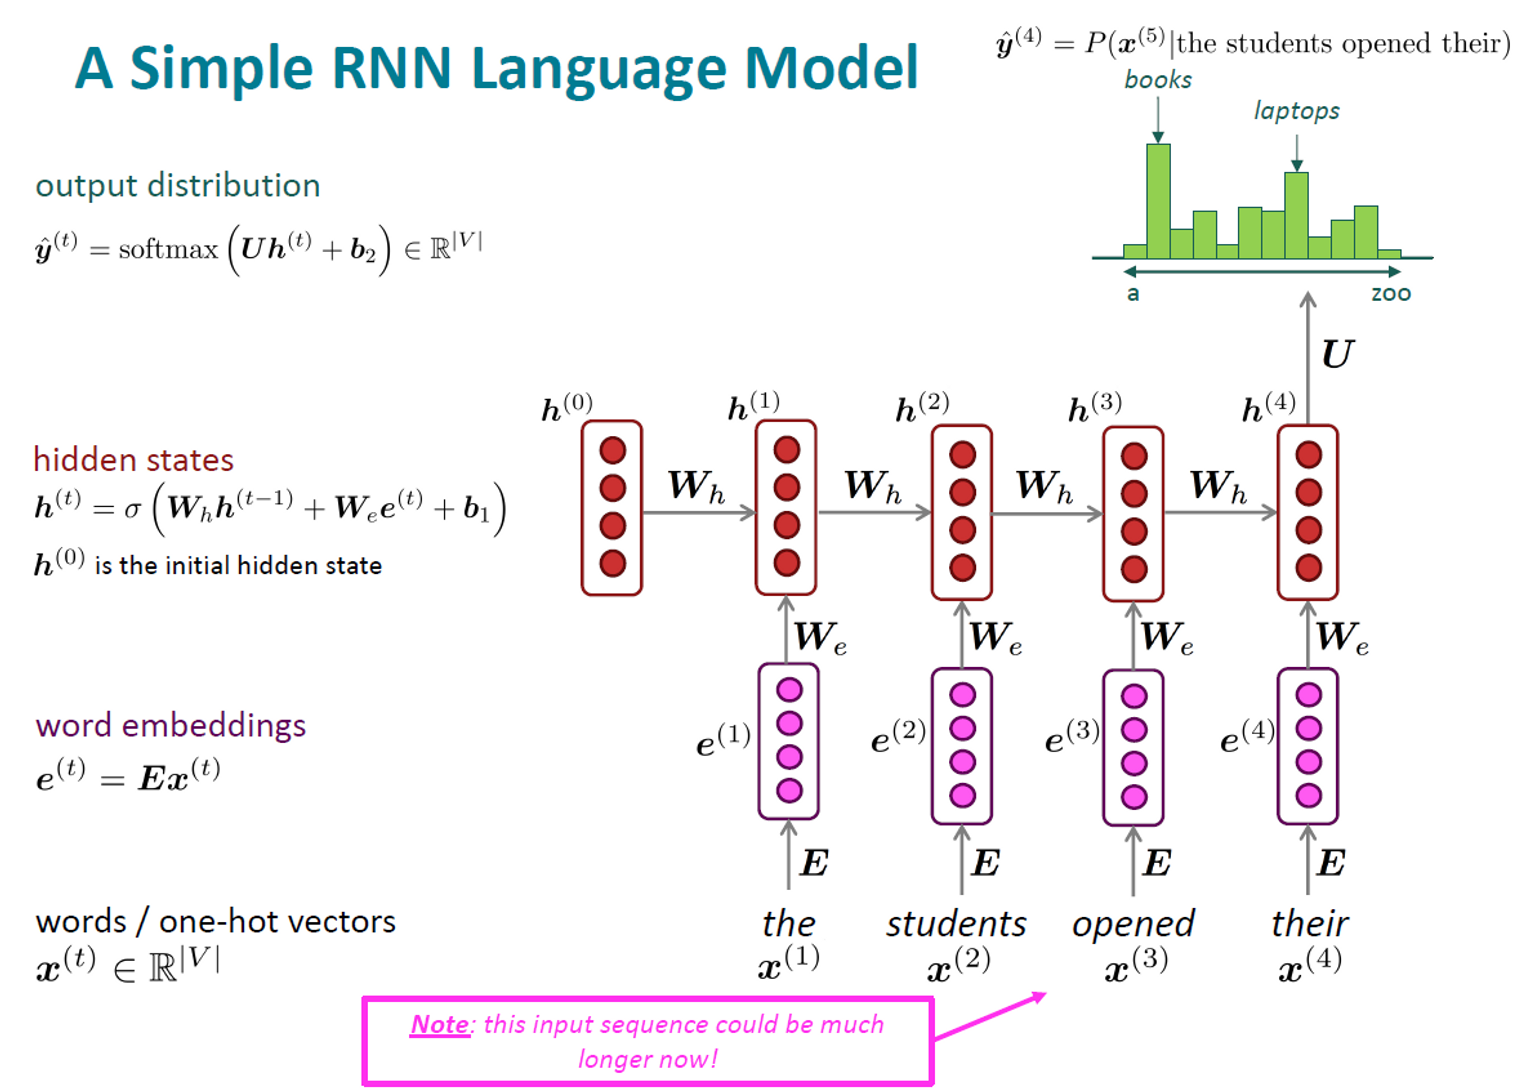 A Simple RNN Language Model
ŷ⁽⁴⁾ = P(x⁽⁵⁾|the students opened their)
books
laptops
a
zoo
output distribution
ŷ⁽ᵗ⁾ = softmax (Uh⁽ᵗ⁾ + b₂) ∈ ℝ^|V|
U
h⁽⁰⁾ h⁽¹⁾ h⁽²⁾ h⁽³⁾ h⁽⁴⁾
hidden states
W_h W_h W_h W_h
h⁽ᵗ⁾ = σ (W_h h⁽ᵗ⁻¹⁾ + W_e e⁽ᵗ⁾ + b₁)
h⁽⁰⁾ is the initial hidden state
W_e W_e W_e W_e
word embeddings
e⁽ᵗ⁾ = Ex⁽ᵗ⁾
e⁽¹⁾ e⁽²⁾ e⁽³⁾ e⁽⁴⁾
E E E E
words / one-hot vectors
x⁽ᵗ⁾ ∈ ℝ^|V|
the students opened their
x⁽¹⁾ x⁽²⁾ x⁽³⁾ x⁽⁴⁾
Note: this input sequence could be much
longer now!